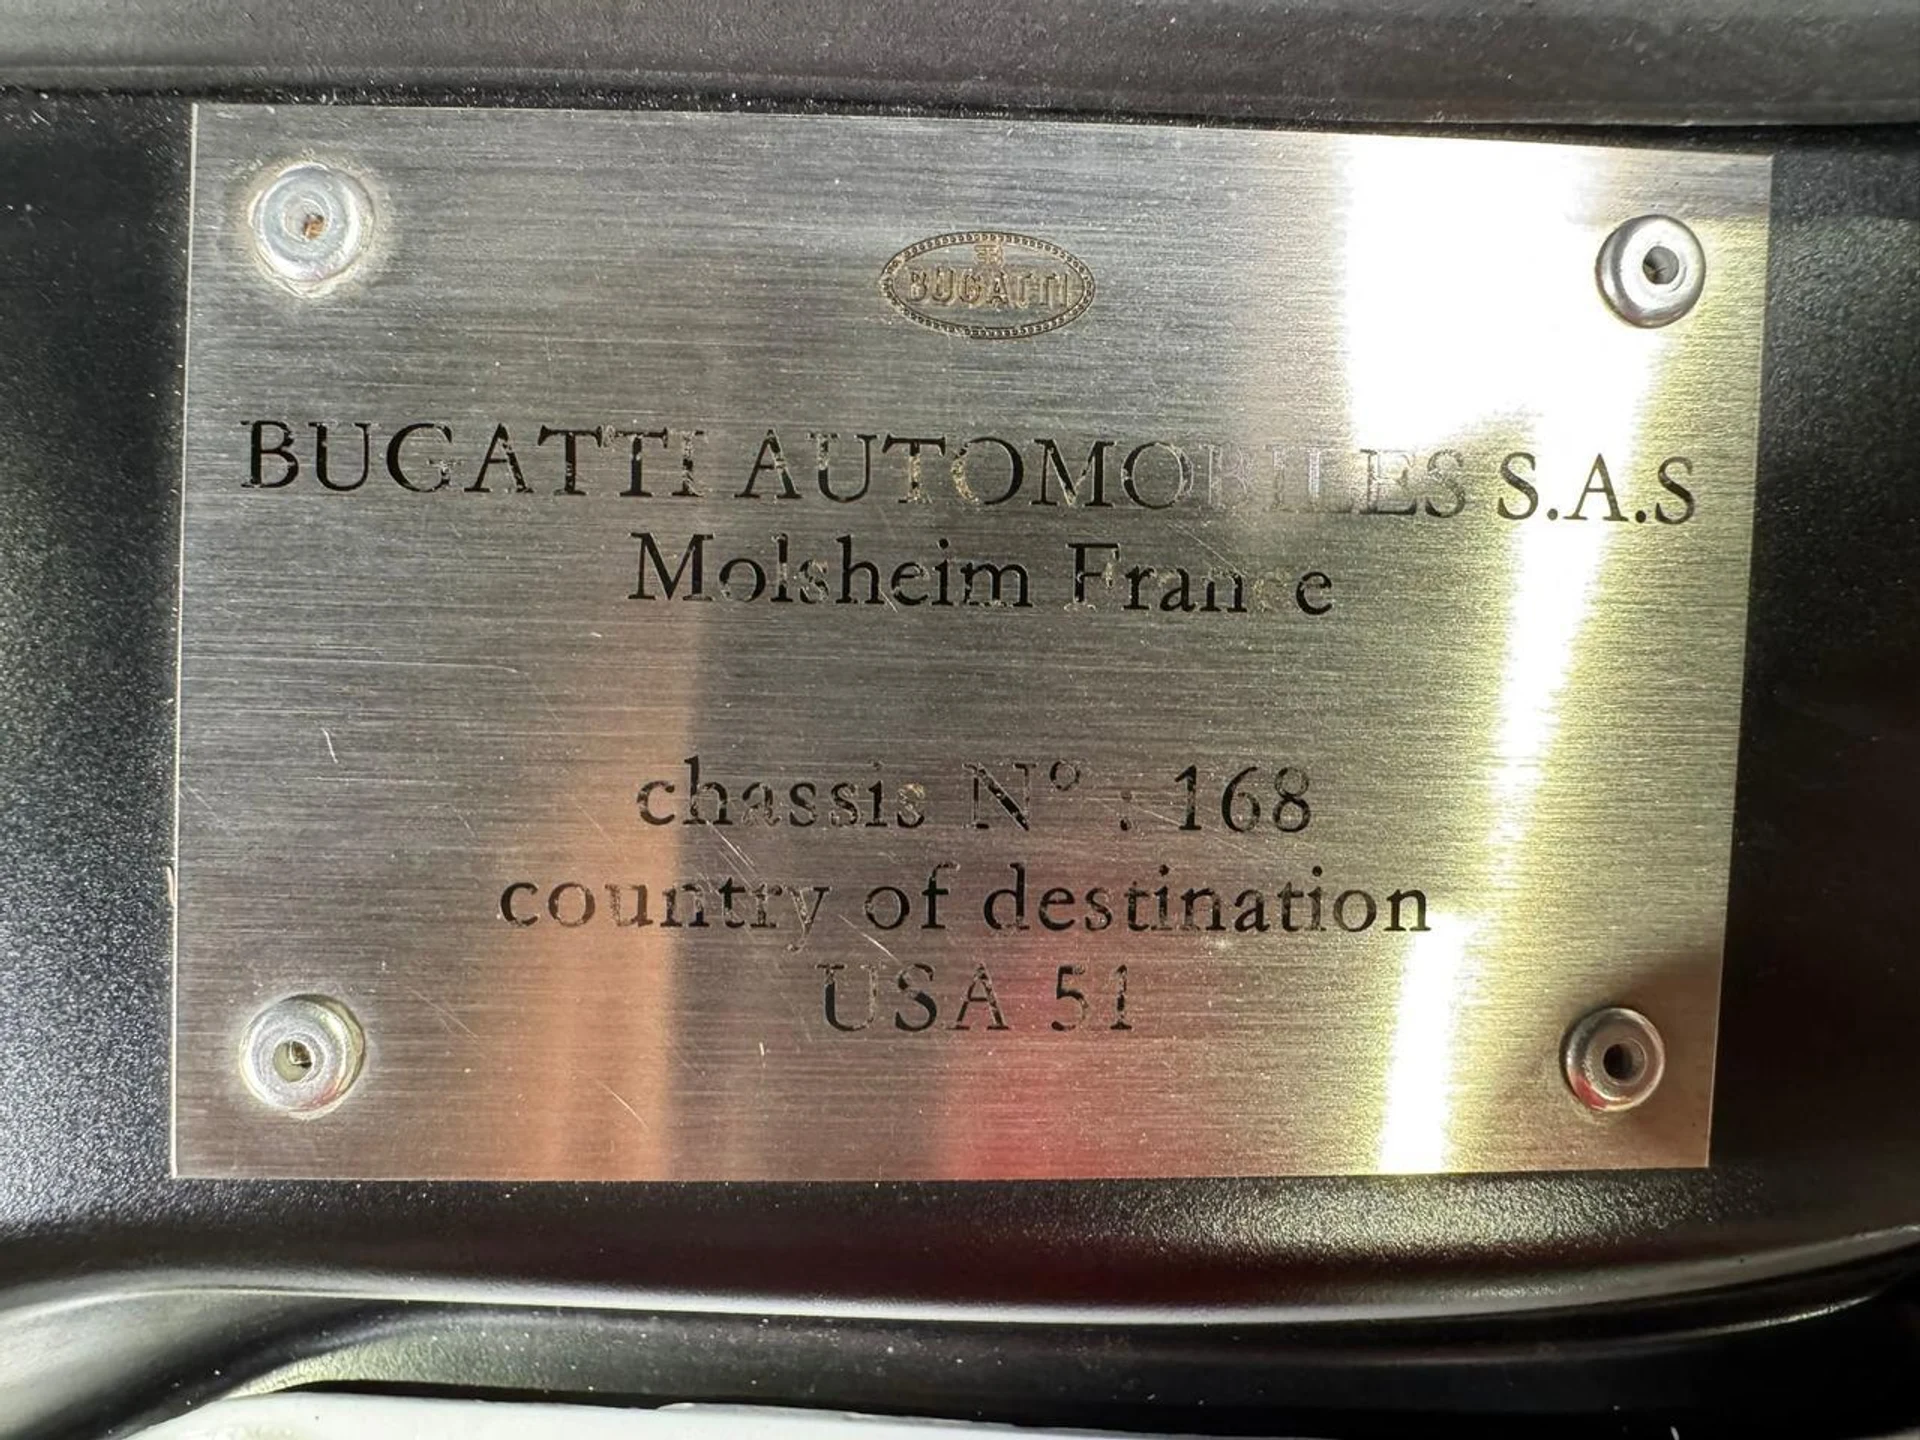 BUGATTI
BUGATTI AUTOMOBILES S.A.S
Molsheim France
chassis N° : 168
country of destination
USA 51